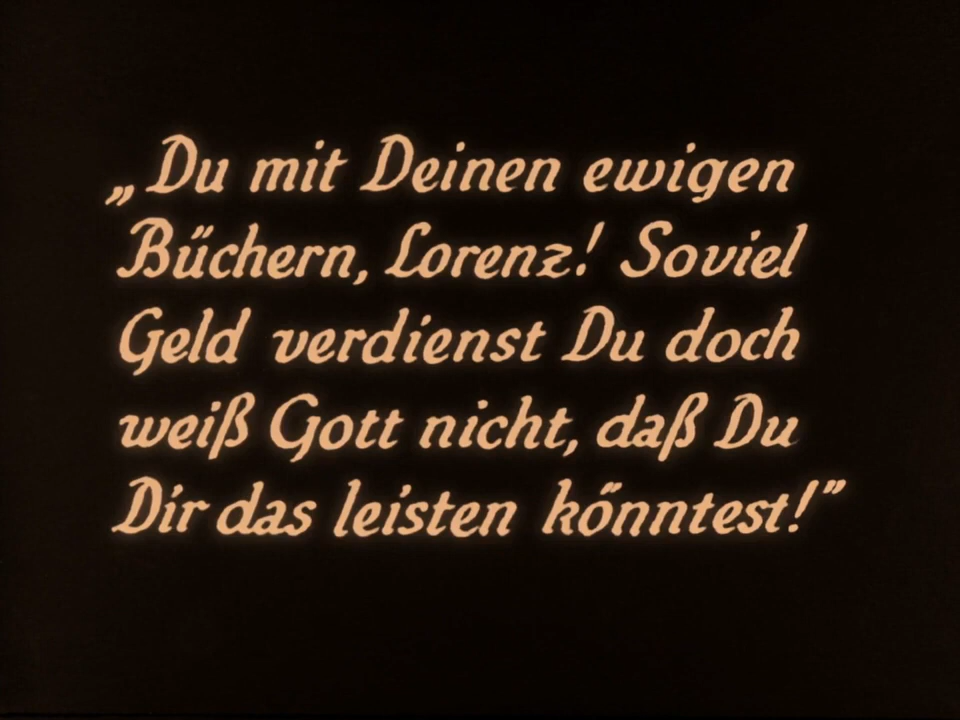 „Du mit Deinen ewigen
Büchern, Lorenz! Soviel
Geld verdienst Du doch
weiß Gott nicht, daß Du
Dir das leisten könntest!”